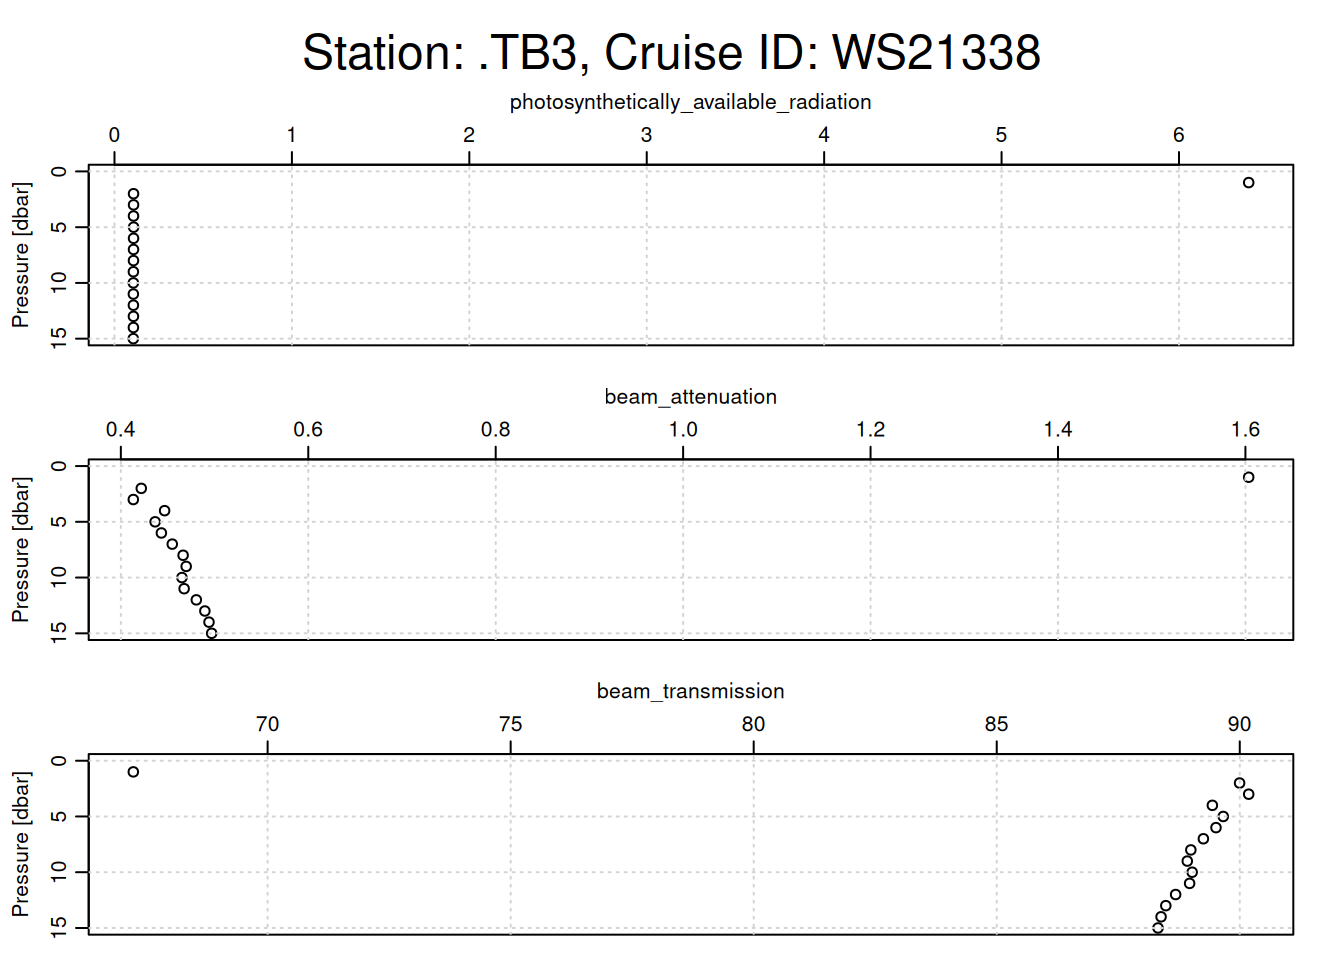 Station: .TB3, Cruise ID: WS21338
photosynthetically_available_radiation
0 1 2 3 4 5 6
Pressure [dbar]
0
5
10
15
beam_attenuation
0.4 0.6 0.8 1.0 1.2 1.4 1.6
Pressure [dbar]
0
5
10
15
beam_transmission
70 75 80 85 90
Pressure [dbar]
0
5
10
15